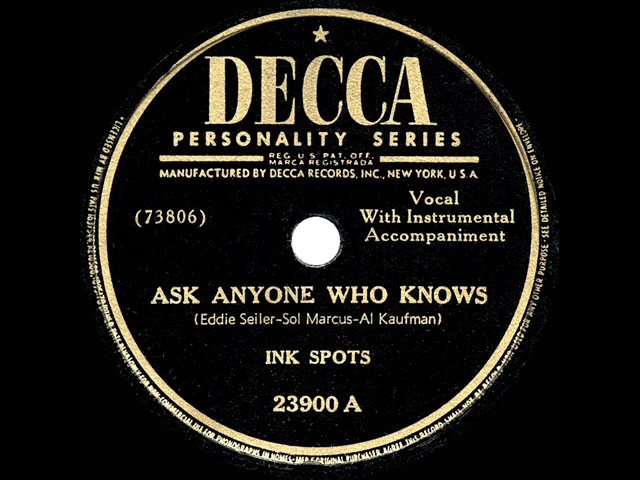 DECCA
PERSONALITY SERIES
REG. U.S. PAT. OFF.
MARCA REGISTRADA
MANUFACTURED BY DECCA RECORDS, INC., NEW YORK, U.S.A.
(73806)
Vocal
With Instrumental
Accompaniment
ASK ANYONE WHO KNOWS
(Eddie Seiler-Sol Marcus-Al Kaufman)
INK SPOTS
23900 A